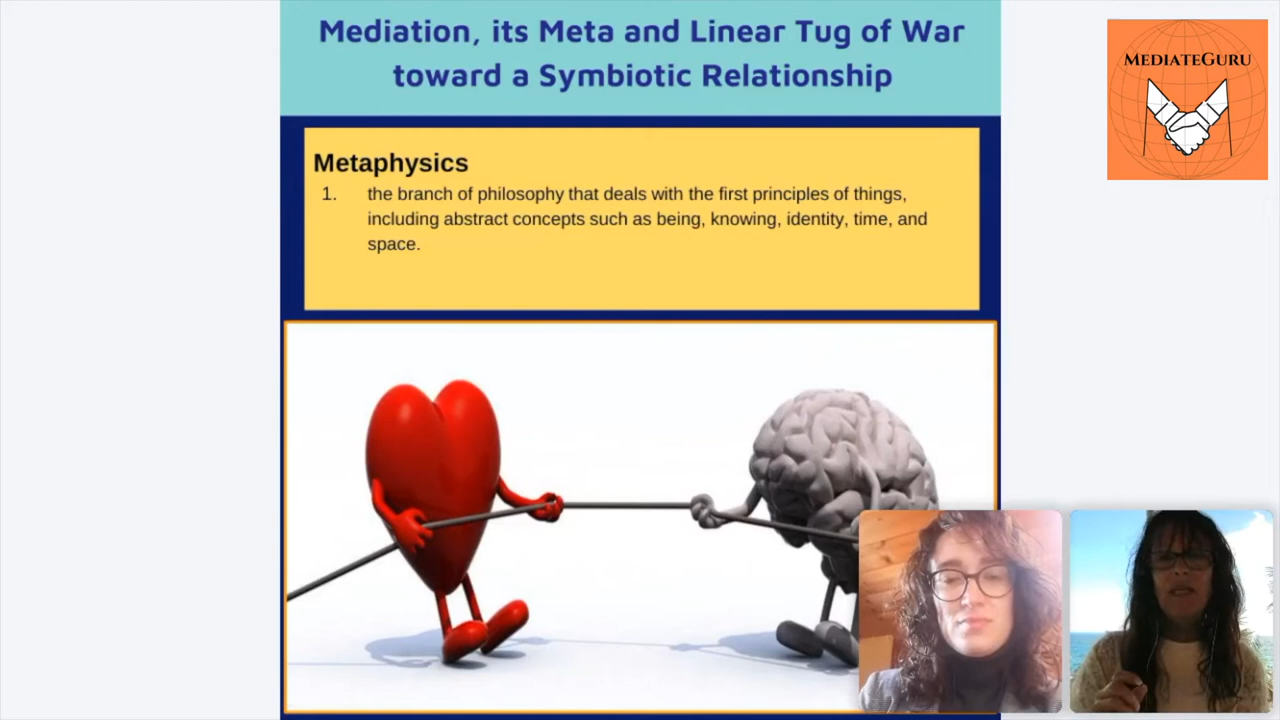 Mediation, its Meta and Linear Tug of War
toward a Symbiotic Relationship
MEDIATEGURU
Metaphysics
1. the branch of philosophy that deals with the first principles of things,
including abstract concepts such as being, knowing, identity, time, and
space.